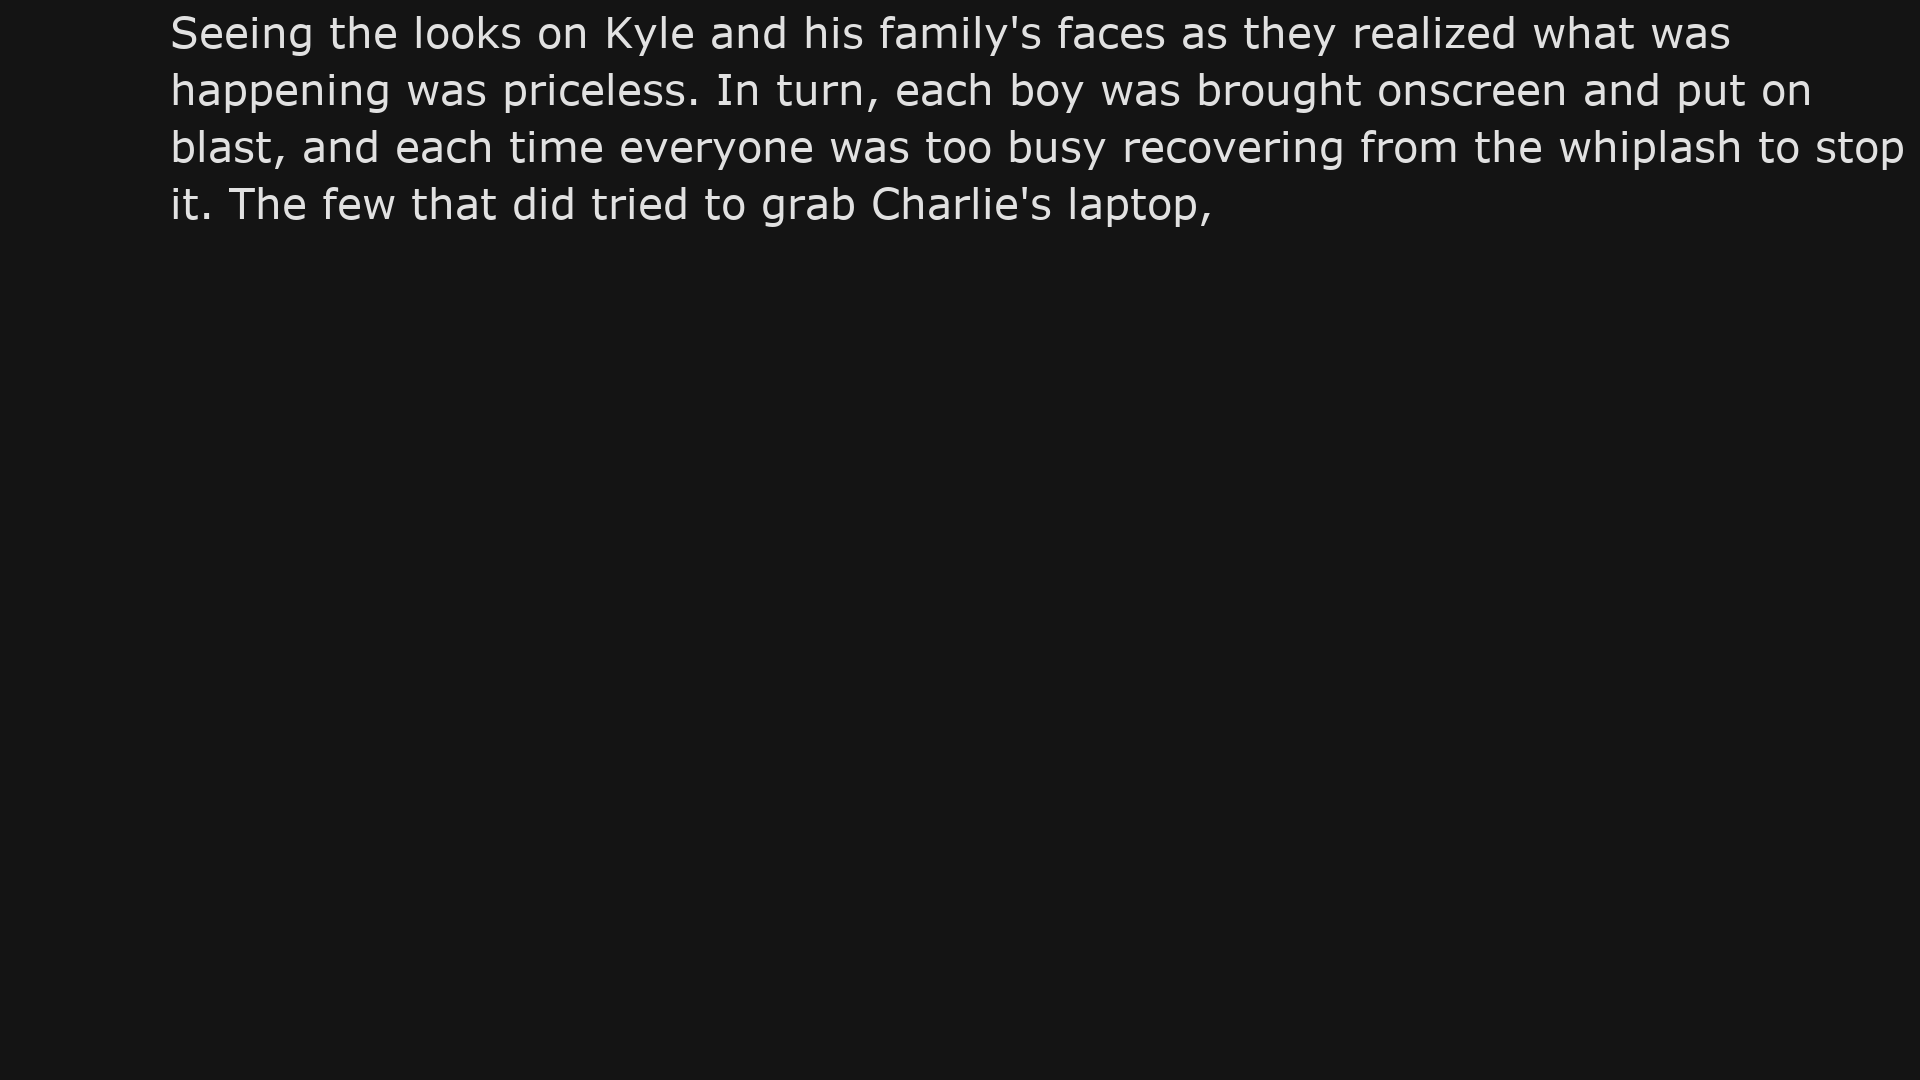 Seeing the looks on Kyle and his family's faces as they realized what was
happening was priceless. In turn, each boy was brought onscreen and put on
blast, and each time everyone was too busy recovering from the whiplash to stop
it. The few that did tried to grab Charlie's laptop,